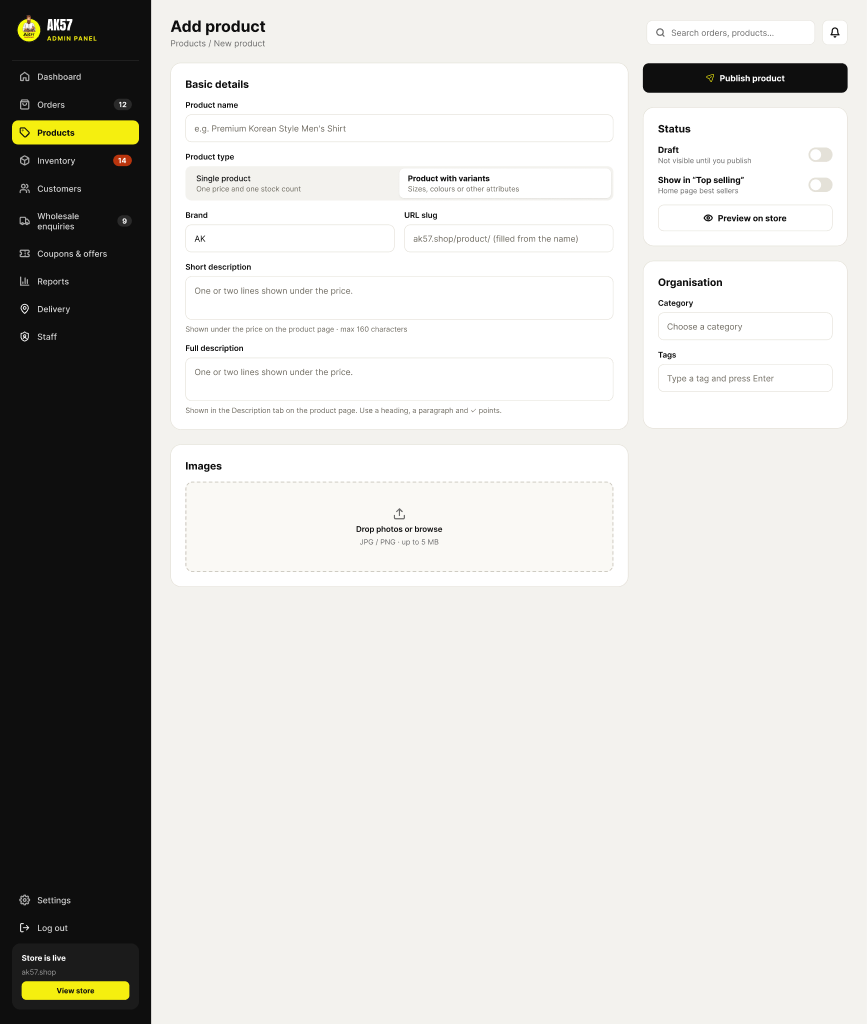 AK57
ADMIN PANEL
Dashboard
Orders 12
Products
Inventory 14
Customers
Wholesale
enquiries 9
Coupons & offers
Reports
Delivery
Staff
Settings
Log out
Store is live
ak57.shop
View store
Add product
Products / New product
Search orders, products...
Basic details
Product name
e.g. Premium Korean Style Men's Shirt
Product type
Single product
One price and one stock count
Product with variants
Sizes, colours or other attributes
Brand
AK
URL slug
ak57.shop/product/ (filled from the name)
Short description
One or two lines shown under the price.
Shown under the price on the product page · max 160 characters
Full description
One or two lines shown under the price.
Shown in the Description tab on the product page. Use a heading, a paragraph and ✓ points.
Images
Drop photos or browse
JPG / PNG · up to 5 MB
Publish product
Status
Draft
Not visible until you publish
Show in “Top selling”
Home page best sellers
Preview on store
Organisation
Category
Choose a category
Tags
Type a tag and press Enter